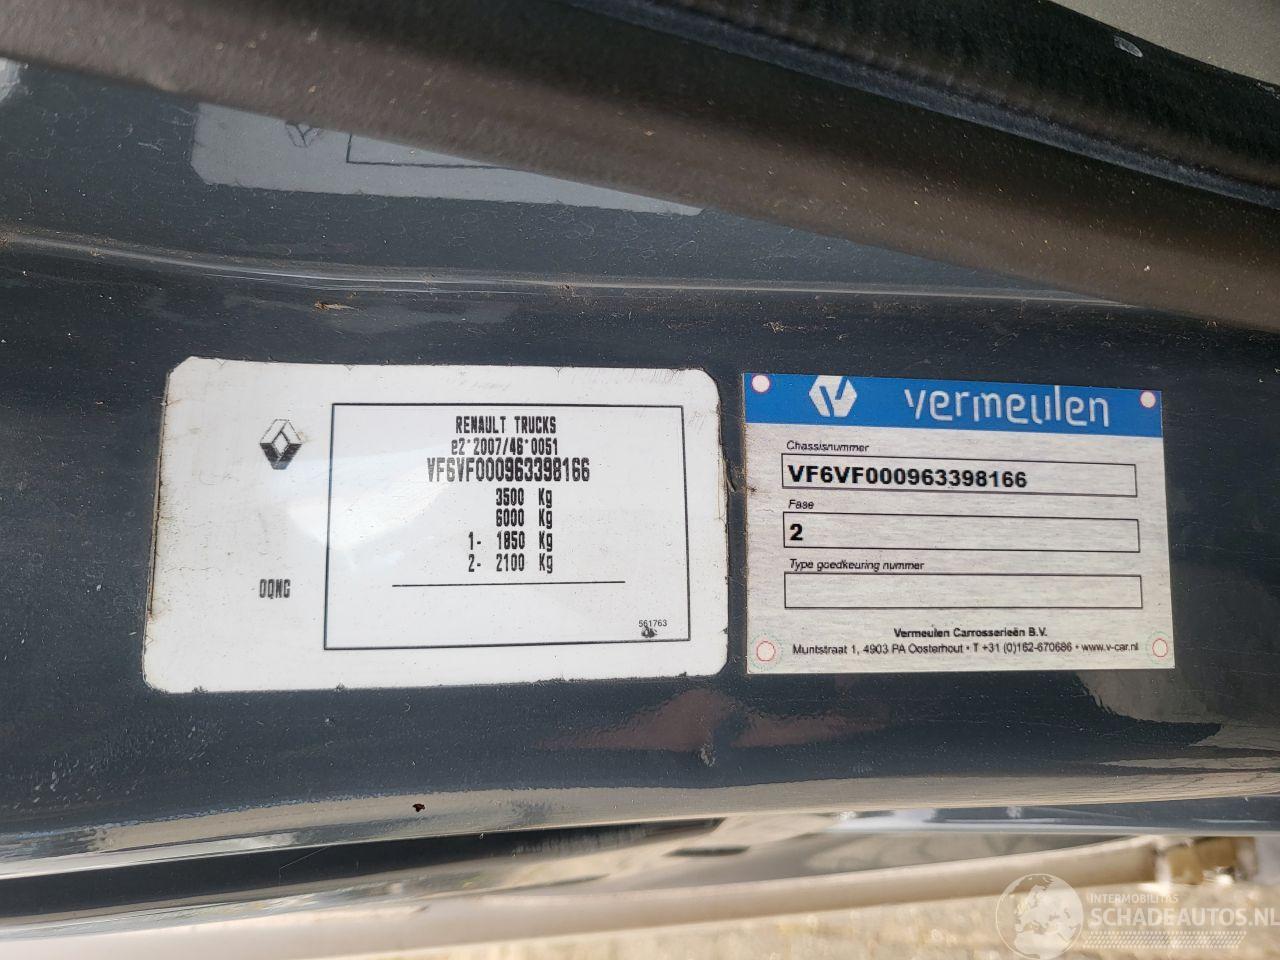 RENAULT TRUCKS
e2*2007/46*0051
VF6VF000963398166
3500 Kg
6000 Kg
1- 1850 Kg
2- 2100 Kg
DQNG
561763
vermeulen
Chassisnummer
VF6VF000963398166
Fase
2
Type goedkeuring nummer
Vermeulen Carrosserieën B.V.
Muntstraat 1, 4903 PA Oosterhout • T +31 (0)162-670686 • www.v-car.nl
INTERMOBILITAS
SCHADEAUTOS.NL